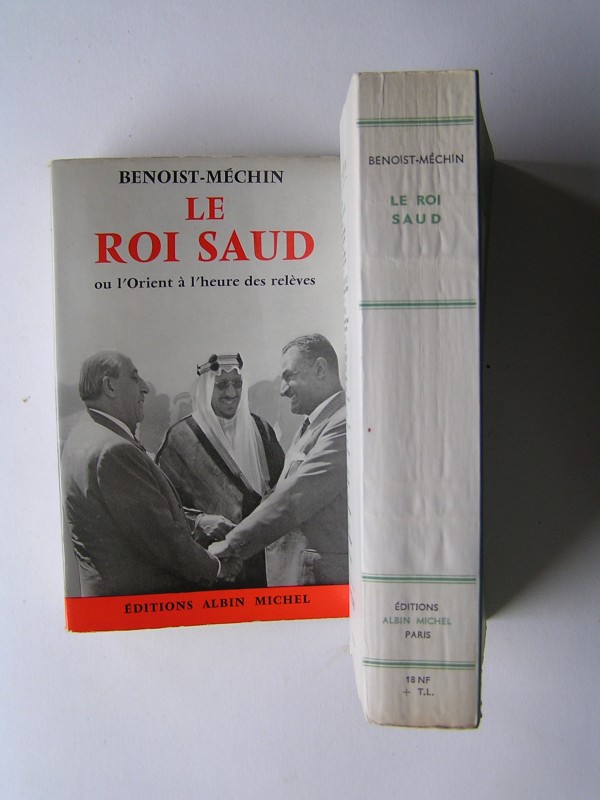 BENOIST-MÉCHIN
LE
ROI SAUD
ou l'Orient à l'heure des relèves
ÉDITIONS ALBIN MICHEL
BENOIST-MÉCHIN
LE ROI
SAUD
ÉDITIONS
ALBIN MICHEL
PARIS
18 NF
+ T.L.